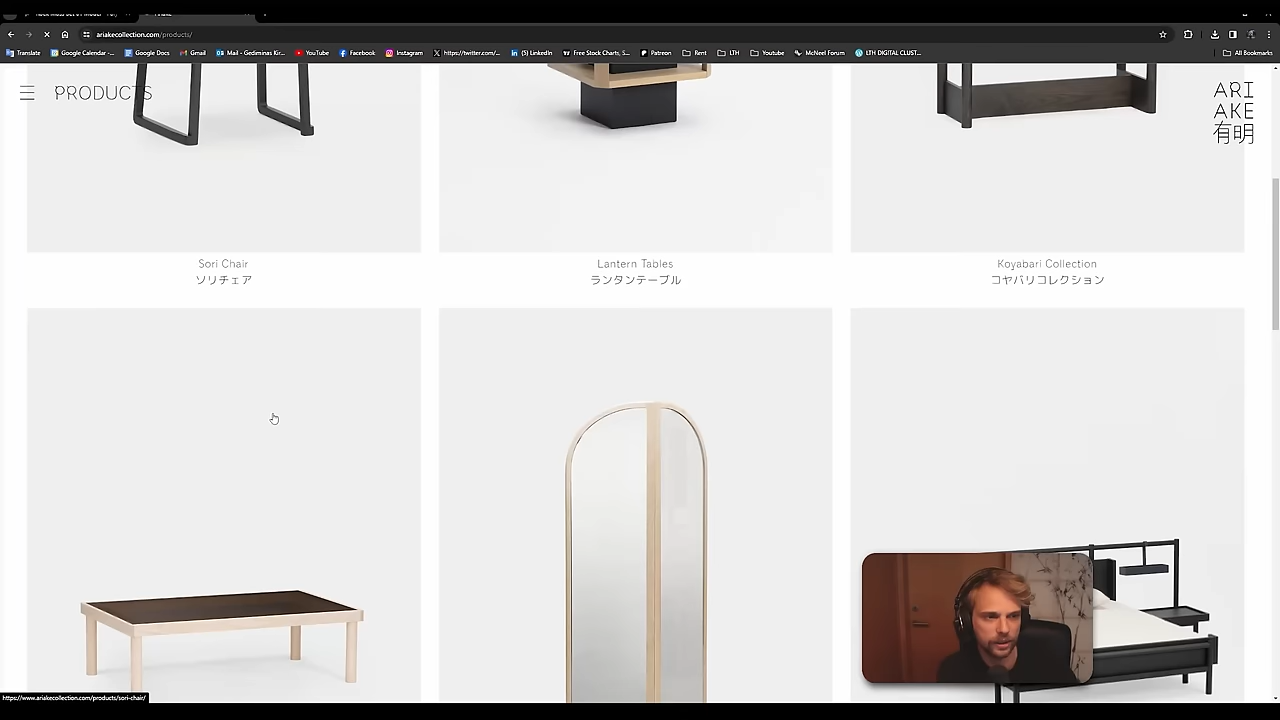 ariakecollection.com/products/
Translate
Google Calendar -...
Google Docs
Gmail
Mail - Gediminas Kir...
YouTube
Facebook
Instagram
https://twitter.com/...
(5) LinkedIn
Free Stock Charts, S...
Patreon
Rent
LTH
Youtube
McNeel Forum
LTH DIGITAL CLUST...
All Bookmarks
PRODUCTS
ARI
AKE
有明
Sori Chair
ソリチェア
Lantern Tables
ランタンテーブル
Koyabari Collection
コヤバリコレクション
https://www.ariakecollection.com/products/sori-chair/